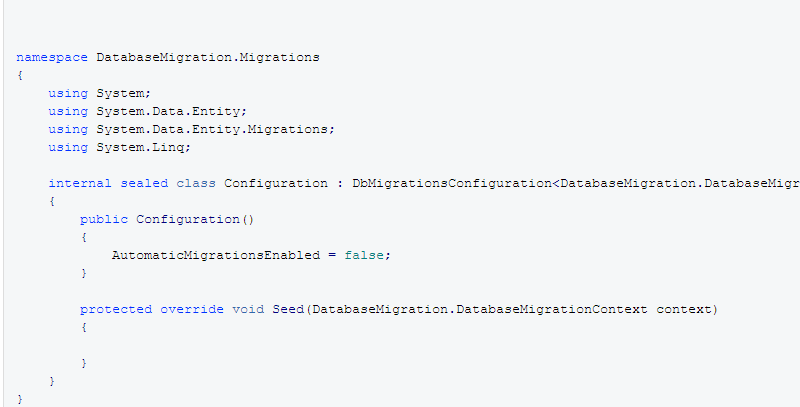 namespace DatabaseMigration.Migrations
{
    using System;
    using System.Data.Entity;
    using System.Data.Entity.Migrations;
    using System.Linq;
    internal sealed class Configuration : DbMigrationsConfiguration<DatabaseMigration.DatabaseMigr
    {
        public Configuration()
        {
            AutomaticMigrationsEnabled = false;
        }
        protected override void Seed(DatabaseMigration.DatabaseMigrationContext context)
        {
        }
    }
}